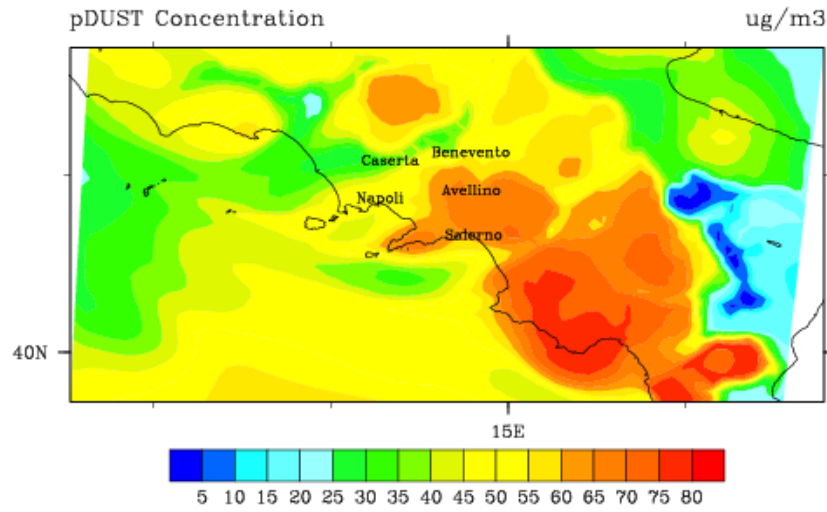 pDUST Concentration ug/m3
Benevento
Caserta
Avellino
Napoli
Salerno
40N
15E
5 10 15 20 25 30 35 40 45 50 55 60 65 70 75 80